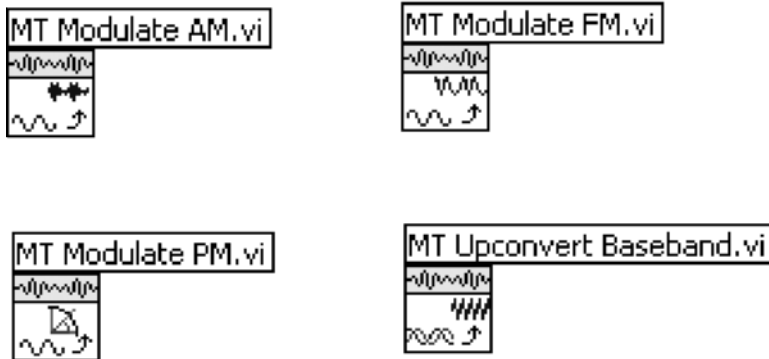 MT Modulate AM.vi
MT Modulate FM.vi
MT Modulate PM.vi
MT Upconvert Baseband.vi